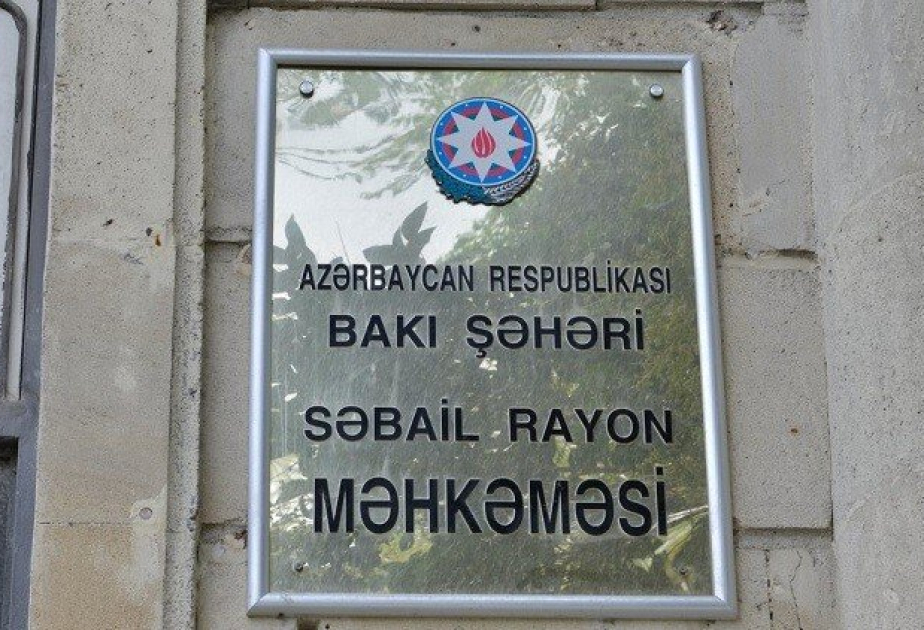 AZƏRBAYCAN RESPUBLİKASI
BAKI ŞƏHƏRİ
SƏBAİL RAYON
MƏHKƏMƏSİ